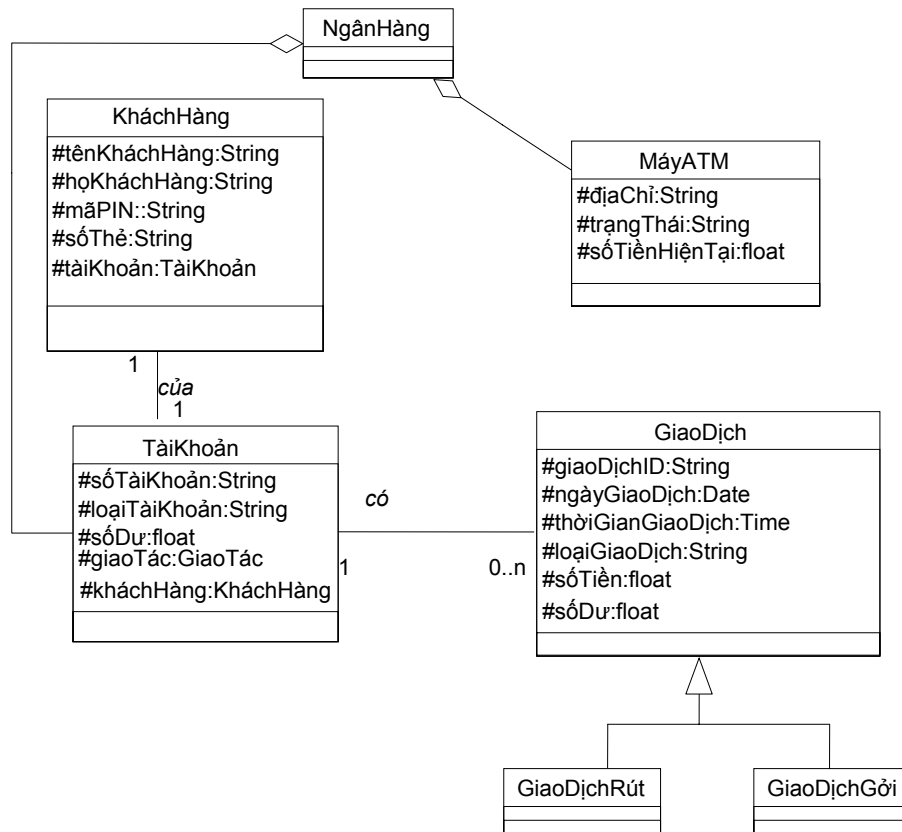 NgânHàng
KháchHàng
#tênKháchHàng:String
#họKháchHàng:String
#mãPIN::String
#sốThẻ:String
#tàiKhoản:TàiKhoản
MáyATM
#địaChỉ:String
#trạngThái:String
#sốTiềnHiệnTại:float
1
của
1
TàiKhoản
#sốTàiKhoản:String
#loạiTàiKhoản:String
#sốDư:float
#giaoTác:GiaoTác
#kháchHàng:KháchHàng
có
1
0..n
GiaoDịch
#giaoDịchID:String
#ngàyGiaoDịch:Date
#thờiGianGiaoDịch:Time
#loạiGiaoDịch:String
#sốTiền:float
#sốDư:float
GiaoDịchRút
GiaoDịchGởi